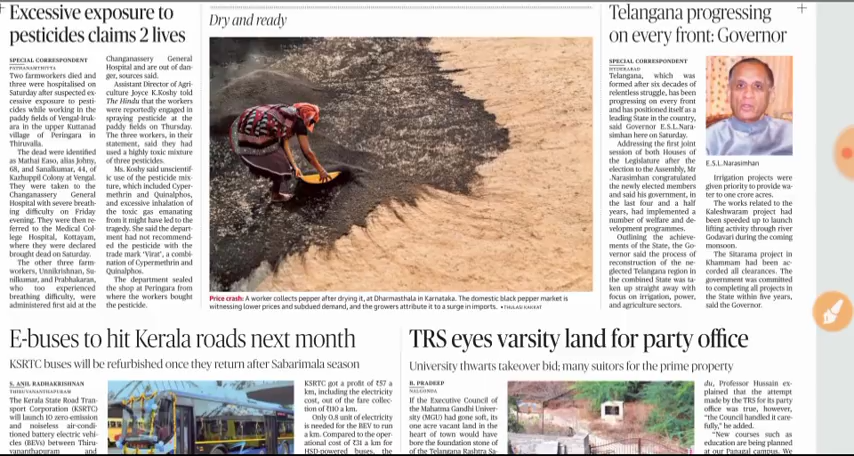 Excessive exposure to
pesticides claims 2 lives
SPECIAL CORRESPONDENT
PATHANAMTHITTA
Two farmworkers died and
three were hospitalised on
Saturday after suspected ex-
cessive exposure to pesti-
cides while working in the
paddy fields of Vengal-Iruk-
ara in the upper Kuttanad
village of Peringara in
Thiruvalla.
The dead were identified
as Mathai Easo, alias Johny,
68, and Sanalkumar, 44, of
Kazhuppil Colony at Vengal.
They were taken to the
Changanassery General
Hospital with severe breath-
ing difficulty on Friday
evening. They were then re-
ferred to the Medical Col-
lege Hospital, Kottayam,
where they were declared
brought dead on Saturday.
The other three farm-
workers, Unnikrishnan, Su-
nilkumar, and Prabhakaran,
who too experienced
breathing difficulty, were
administered first aid at the
Changanassery General
Hospital and are out of dan-
ger, sources said.
Assistant Director of Agri-
culture Joyce K.Koshy told
The Hindu that the workers
were reportedly engaged in
spraying pesticide at the
paddy fields on Thursday.
The three workers, in their
statement, said they had
used a highly toxic mixture
of three pesticides.
Ms. Koshy said unscientif-
ic use of the pesticide mix-
ture, which included Cyper-
methrin and Quinalphos,
and excessive inhalation of
the toxic gas emanating
from it might have led to the
tragedy. She said the depart-
ment had not recommend-
ed the pesticide with the
trade mark 'Virat', a combi-
nation of Cypermethrin and
Quinalphos.
The department sealed
the shop at Peringara from
where the workers bought
the pesticide.
Dry and ready
Price crash: A worker collects pepper after drying it, at Dharmasthala in Karnataka. The domestic black pepper market is
witnessing lower prices and subdued demand, and the growers attribute it to a surge in imports. • THULASI KAKKAT
Telangana progressing
on every front: Governor
SPECIAL CORRESPONDENT
HYDERABAD
Telangana, which was
formed after six decades of
relentless struggle, has been
progressing on every front
and has positioned itself as a
leading State in the country,
said Governor E.S.L.Nara-
simhan here on Saturday.
Addressing the first joint
session of both Houses of
the Legislature after the
election to the Assembly, Mr
.Narasimhan congratulated
the newly elected members
and said his government, in
the last four and a half
years, had implemented a
number of welfare and de-
velopment programmes.
Outlining the achieve-
ments of the State, the Go-
vernor said the process of
reconstruction of the ne-
glected Telangana region in
the combined State was ta-
ken up straight away with
focus on irrigation, power,
and agriculture sectors.
E.S.L.Narasimhan
Irrigation projects were
given priority to provide wa-
ter to one crore acres.
The works related to the
Kaleshwaram project had
been speeded up to launch
lifting activity through river
Godavari during the coming
monsoon.
The Sitarama project in
Khammam had been ac-
corded all clearances. The
government was committed
to completing all projects in
the State within five years,
said the Governor.
E-buses to hit Kerala roads next month
KSRTC buses will be refurbished once they return after Sabarimala season
S. ANIL RADHAKRISHNAN
THIRUVANANTHAPURAM
The Kerala State Road Tran-
sport Corporation (KSRTC)
will launch 10 zero-emission
and noiseless air-condi-
tioned battery electric vehi-
cles (BEVs) between Thiru-
vananthapuram and
KSRTC got a profit of ₹57 a
km, including the electricity
cost, out of the fare collec-
tion of ₹110 a km.
Only 0.8 unit of electricity
is needed for the BEV to run
a km. Compared to the oper-
ational cost of ₹31 a km for
HSD-powered buses, the
TRS eyes varsity land for party office
University thwarts takeover bid; many suitors for the prime property
B. PRADEEP
NALGONDA
If the Executive Council of
the Mahatma Gandhi Univer-
sity (MGU) had gone soft, its
one acre vacant land in the
heart of town would have
been the foundation stone of
of the Telangana Rashtra Sa-
du, Professor Hussain ex-
plained that the attempt
made by the TRS for its party
office was true, however,
"the Council handled it care-
fully," he added.
"New courses such as
education are being planned
at our Panagal campus. We